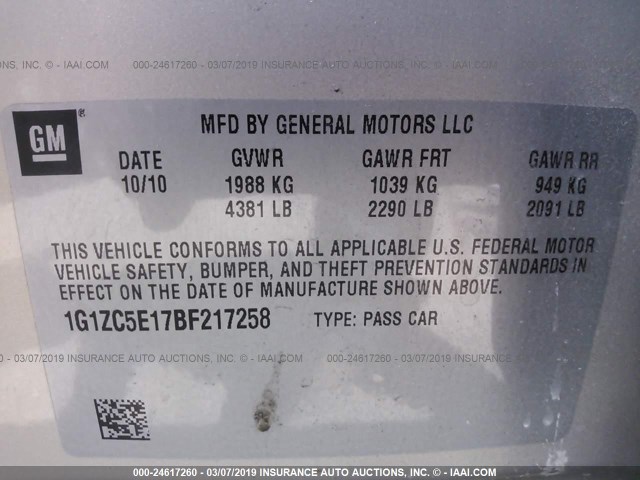 NS, INC. - IAAI.COM 000-24617260 - 03/07/2019 INSURANCE AUTO AUCTIONS, INC. - IAAI.COM 000-
GM
MFD BY GENERAL MOTORS LLC
DATE GVWR GAWR FRT GAWR RR
10/10 1988 KG 1039 KG 949 KG
4381 LB 2290 LB 2091 LB
THIS VEHICLE CONFORMS TO ALL APPLICABLE U.S. FEDERAL MOTOR
VEHICLE SAFETY, BUMPER, AND THEFT PREVENTION STANDARDS IN
EFFECT ON THE DATE OF MANUFACTURE SHOWN ABOVE.
1G1ZC5E17BF217258 TYPE: PASS CAR
60 - 03/07/2019 INSURANCE AUTO AUCTIONS, INC. - IAAI.COM 000-24617260 - 03/07/2019 INSURANCE A
000-24617260 - 03/07/2019 INSURANCE AUTO AUCTIONS, INC. - IAAI.COM